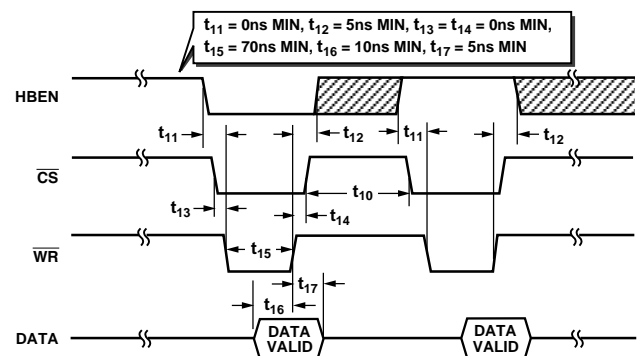 t11 = 0ns MIN, t12 = 5ns MIN, t13 = t14 = 0ns MIN,
t15 = 70ns MIN, t16 = 10ns MIN, t17 = 5ns MIN
HBEN
t11 t12 t11 t12
CS
t13 t14 t10
WR
t15
t17
t16
DATA DATA VALID DATA VALID